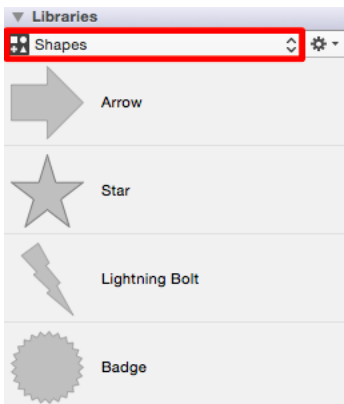 Libraries
Shapes
Arrow
Star
Lightning Bolt
Badge